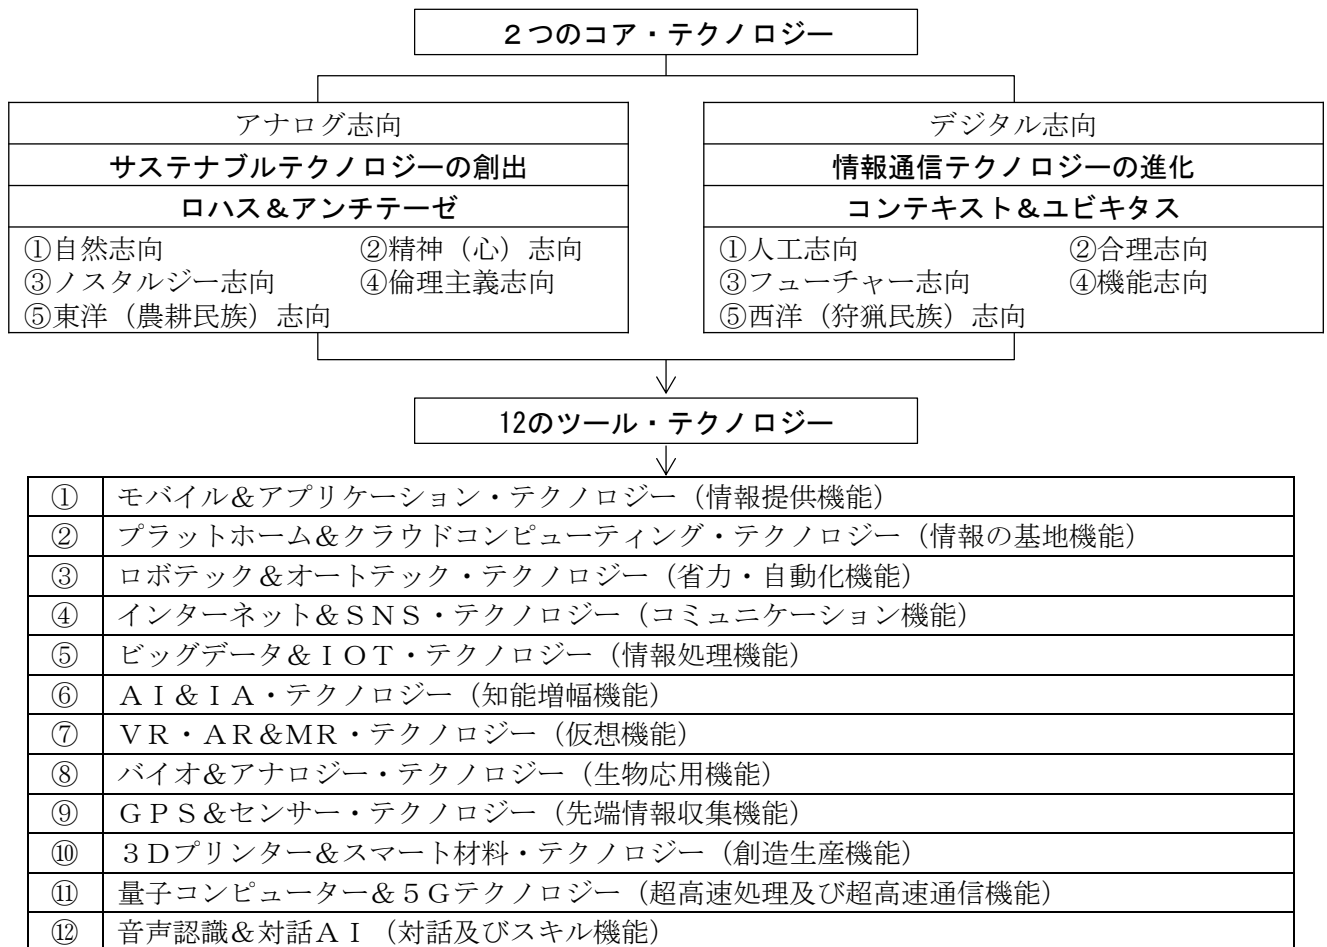 ２つのコア・テクノロジー
アナログ志向
サステナブルテクノロジーの創出
ロハス＆アンチテーゼ
①自然志向 ②精神（心）志向
③ノスタルジー志向 ④倫理主義志向
⑤東洋（農耕民族）志向
デジタル志向
情報通信テクノロジーの進化
コンテキスト＆ユビキタス
①人工志向 ②合理志向
③フューチャー志向 ④機能志向
⑤西洋（狩猟民族）志向
12のツール・テクノロジー
① モバイル＆アプリケーション・テクノロジー（情報提供機能）
② プラットホーム＆クラウドコンピューティング・テクノロジー（情報の基地機能）
③ ロボテック＆オートテック・テクノロジー（省力・自動化機能）
④ インターネット＆ＳＮＳ・テクノロジー（コミュニケーション機能）
⑤ ビッグデータ＆ＩＯＴ・テクノロジー（情報処理機能）
⑥ ＡＩ＆ＩＡ・テクノロジー（知能増幅機能）
⑦ ＶＲ・ＡＲ＆MR・テクノロジー（仮想機能）
⑧ バイオ＆アナロジー・テクノロジー（生物応用機能）
⑨ ＧＰＳ＆センサー・テクノロジー（先端情報収集機能）
⑩ ３Ｄプリンター＆スマート材料・テクノロジー（創造生産機能）
⑪ 量子コンピューター＆５Ｇテクノロジー（超高速処理及び超高速通信機能）
⑫ 音声認識＆対話ＡＩ（対話及びスキル機能）